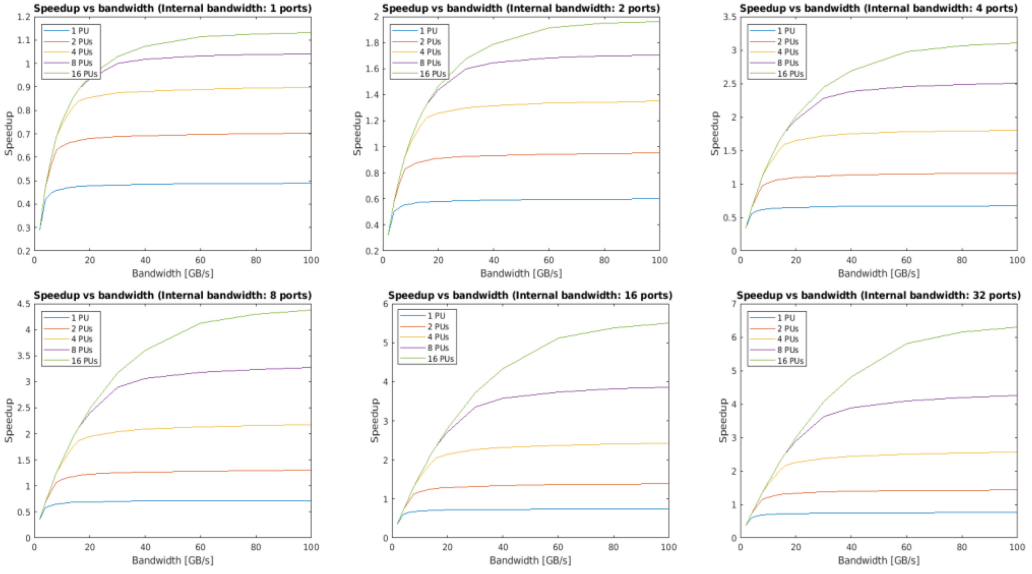 Speedup vs bandwidth (Internal bandwidth: 1 ports)
1.2
1.1
1
0.9
0.8
0.7
0.6
0.5
0.4
0.3
0.2
Speedup
1 PU
2 PUs
4 PUs
8 PUs
16 PUs
0 20 40 60 80 100
Bandwidth [GB/s]
Speedup vs bandwidth (Internal bandwidth: 2 ports)
2
1.8
1.6
1.4
1.2
1
0.8
0.6
0.4
0.2
Speedup
1 PU
2 PUs
4 PUs
8 PUs
16 PUs
0 20 40 60 80 100
Bandwidth [GB/s]
Speedup vs bandwidth (Internal bandwidth: 4 ports)
3.5
3
2.5
2
1.5
1
0.5
0
Speedup
1 PU
2 PUs
4 PUs
8 PUs
16 PUs
0 20 40 60 80 100
Bandwidth [GB/s]
Speedup vs bandwidth (Internal bandwidth: 8 ports)
4.5
4
3.5
3
2.5
2
1.5
1
0.5
0
Speedup
1 PU
2 PUs
4 PUs
8 PUs
16 PUs
0 20 40 60 80 100
Bandwidth [GB/s]
Speedup vs bandwidth (Internal bandwidth: 16 ports)
6
5
4
3
2
1
0
Speedup
1 PU
2 PUs
4 PUs
8 PUs
16 PUs
0 20 40 60 80 100
Bandwidth [GB/s]
Speedup vs bandwidth (Internal bandwidth: 32 ports)
7
6
5
4
3
2
1
0
Speedup
1 PU
2 PUs
4 PUs
8 PUs
16 PUs
0 20 40 60 80 100
Bandwidth [GB/s]